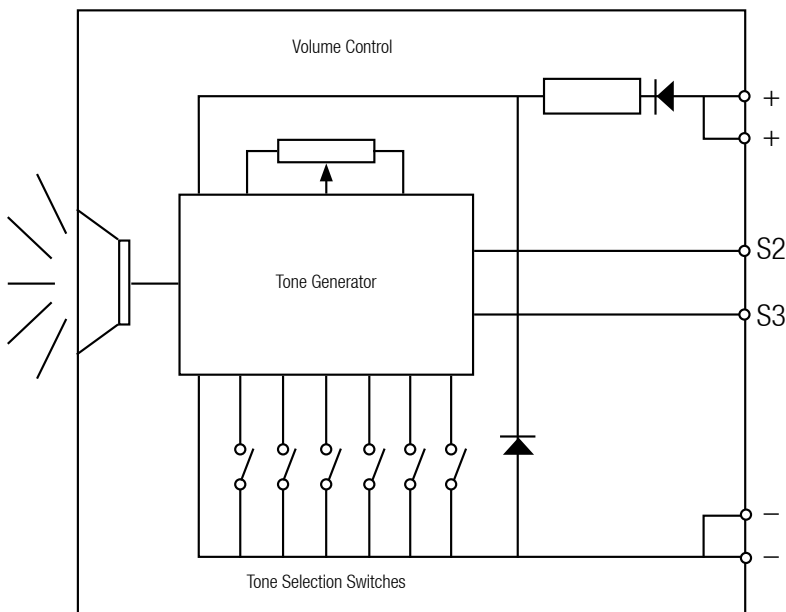 Volume Control
+
+
S2
Tone Generator
S3
−
−
Tone Selection Switches